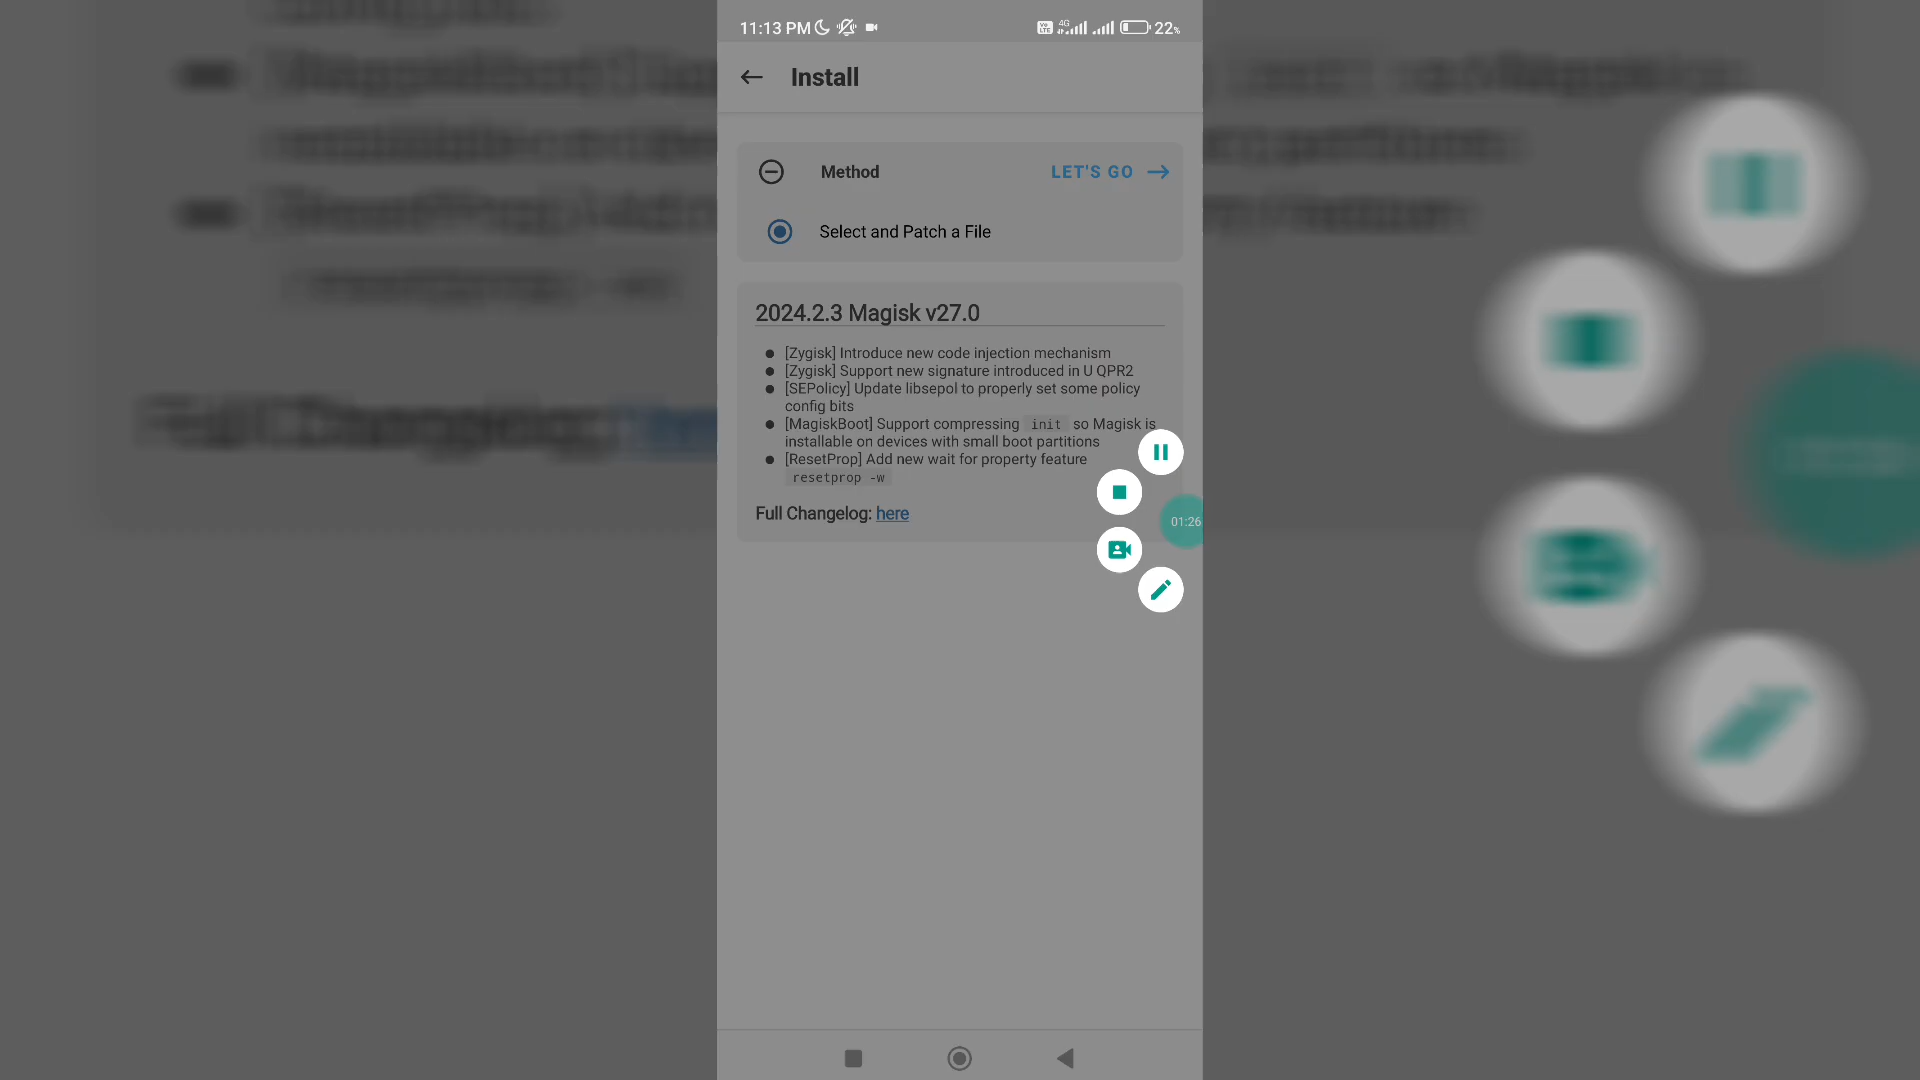 11:13 PM 4G 22%
Install
Method LET'S GO
Select and Patch a File
2024.2.3 Magisk v27.0
[Zygisk] Introduce new code injection mechanism
[Zygisk] Support new signature introduced in U QPR2
[SEPolicy] Update libsepol to properly set some policy
config bits
[MagiskBoot] Support compressing init so Magisk is
installable on devices with small boot partitions
[ResetProp] Add new wait for property feature
resetprop -w
Full Changelog: here
01:26